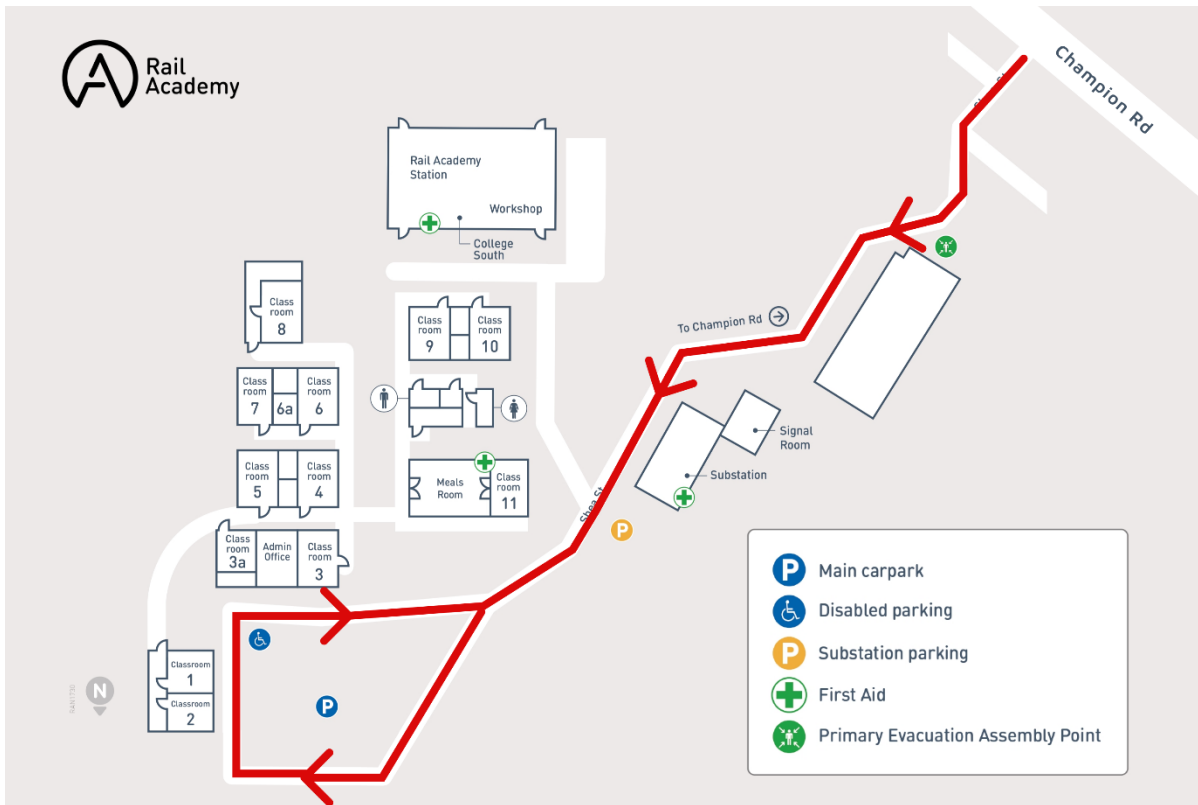 Rail
Academy
Champion Rd
Rail Academy
Station
Workshop
College
South
Class
room
8
Class
room
9
Class
room
10
To Champion Rd
Class
room
7
6a
Class
room
6
Signal
Room
Substation
Class
room
5
Class
room
4
Meals
Room
Class
room
11
Shea St
P
Class
room
3a
Admin
Office
Class
room
3
Classroom
1
Classroom
2
N
P
P Main carpark
Disabled parking
P Substation parking
First Aid
Primary Evacuation Assembly Point